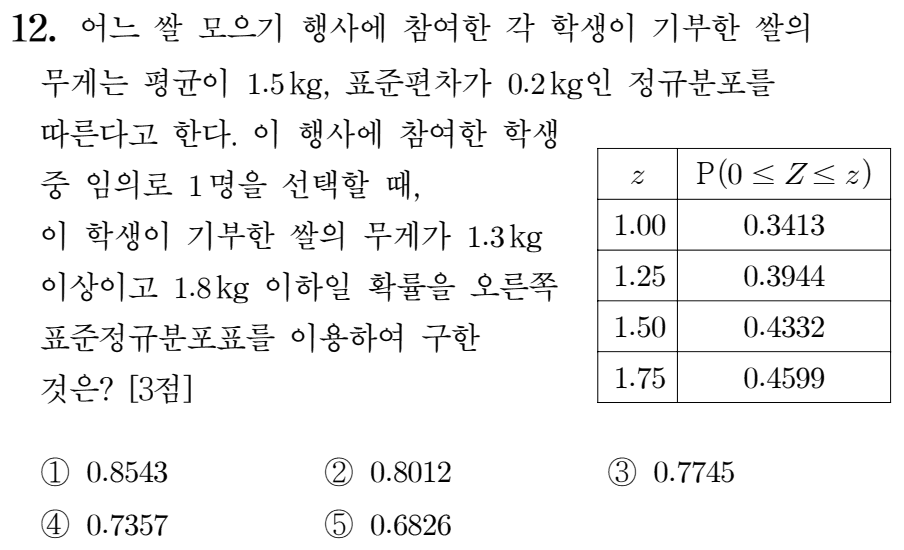 12. 어느 쌀 모으기 행사에 참여한 각 학생이 기부한 쌀의
무게는 평균이 1.5kg, 표준편차가 0.2kg인 정규분포를
따른다고 한다. 이 행사에 참여한 학생
중 임의로 1명을 선택할 때,
이 학생이 기부한 쌀의 무게가 1.3kg
이상이고 1.8kg 이하일 확률을 오른쪽
표준정규분포표를 이용하여 구한
것은? [3점]
z P(0 ≤ Z ≤ z)
1.00 0.3413
1.25 0.3944
1.50 0.4332
1.75 0.4599
① 0.8543 ② 0.8012 ③ 0.7745
④ 0.7357 ⑤ 0.6826